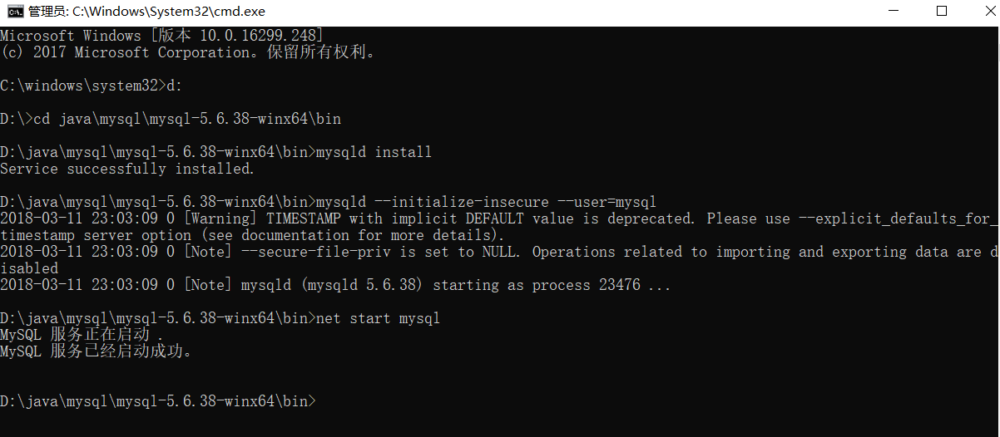 管理员: C:\Windows\System32\cmd.exe
Microsoft Windows [版本 10.0.16299.248]
(c) 2017 Microsoft Corporation。保留所有权利。
C:\windows\system32>d:
D:\>cd java\mysql\mysql-5.6.38-winx64\bin
D:\java\mysql\mysql-5.6.38-winx64\bin>mysqld install
Service successfully installed.
D:\java\mysql\mysql-5.6.38-winx64\bin>mysqld --initialize-insecure --user=mysql
2018-03-11 23:03:09 0 [Warning] TIMESTAMP with implicit DEFAULT value is deprecated. Please use --explicit_defaults_for_
timestamp server option (see documentation for more details).
2018-03-11 23:03:09 0 [Note] --secure-file-priv is set to NULL. Operations related to importing and exporting data are d
isabled
2018-03-11 23:03:09 0 [Note] mysqld (mysqld 5.6.38) starting as process 23476 ...
D:\java\mysql\mysql-5.6.38-winx64\bin>net start mysql
MySQL 服务正在启动 .
MySQL 服务已经启动成功。
D:\java\mysql\mysql-5.6.38-winx64\bin>